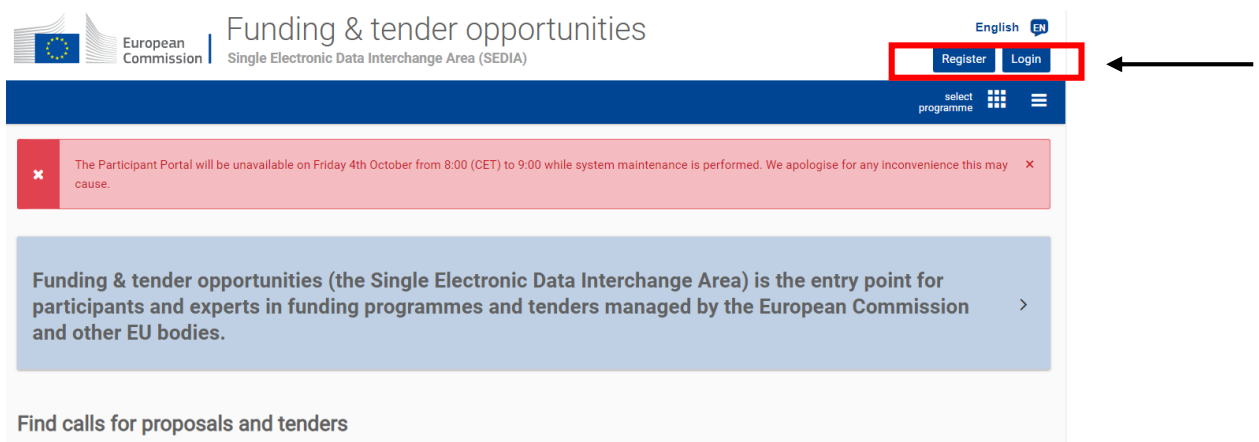 European
Commission
Funding & tender opportunities
Single Electronic Data Interchange Area (SEDIA)
English EN
Register Login
select
programme
The Participant Portal will be unavailable on Friday 4th October from 8:00 (CET) to 9:00 while system maintenance is performed. We apologise for any inconvenience this may
cause.
Funding & tender opportunities (the Single Electronic Data Interchange Area) is the entry point for
participants and experts in funding programmes and tenders managed by the European Commission
and other EU bodies.
Find calls for proposals and tenders